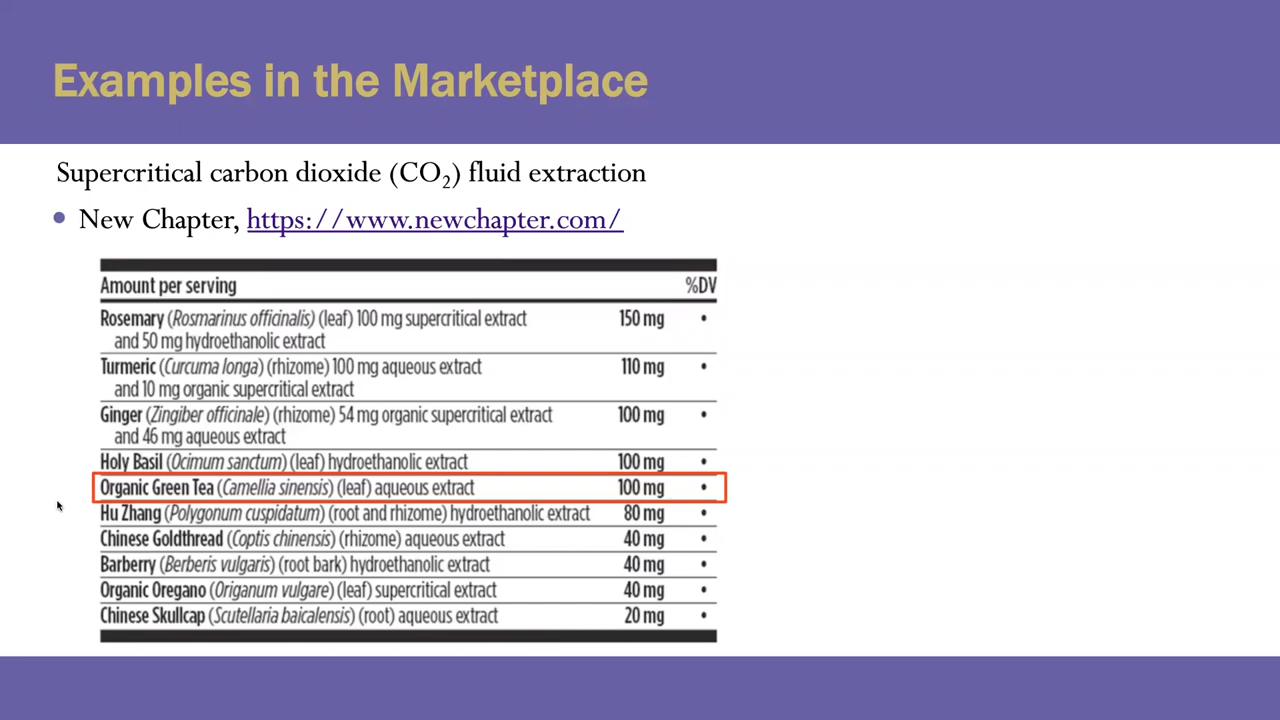 Examples in the Marketplace
Supercritical carbon dioxide (CO₂) fluid extraction
• New Chapter, https://www.newchapter.com/
Amount per serving %DV
Rosemary (Rosmarinus officinalis) (leaf) 100 mg supercritical extract 150 mg •
and 50 mg hydroethanolic extract
Turmeric (Curcuma longa) (rhizome) 100 mg aqueous extract 110 mg •
and 10 mg organic supercritical extract
Ginger (Zingiber officinale) (rhizome) 54 mg organic supercritical extract 100 mg •
and 46 mg aqueous extract
Holy Basil (Ocimum sanctum) (leaf) hydroethanolic extract 100 mg •
Organic Green Tea (Camellia sinensis) (leaf) aqueous extract 100 mg •
Hu Zhang (Polygonum cuspidatum) (root and rhizome) hydroethanolic extract 80 mg •
Chinese Goldthread (Coptis chinensis) (rhizome) aqueous extract 40 mg •
Barberry (Berberis vulgaris) (root bark) hydroethanolic extract 40 mg •
Organic Oregano (Origanum vulgare) (leaf) supercritical extract 40 mg •
Chinese Skullcap (Scutellaria baicalensis) (root) aqueous extract 20 mg •